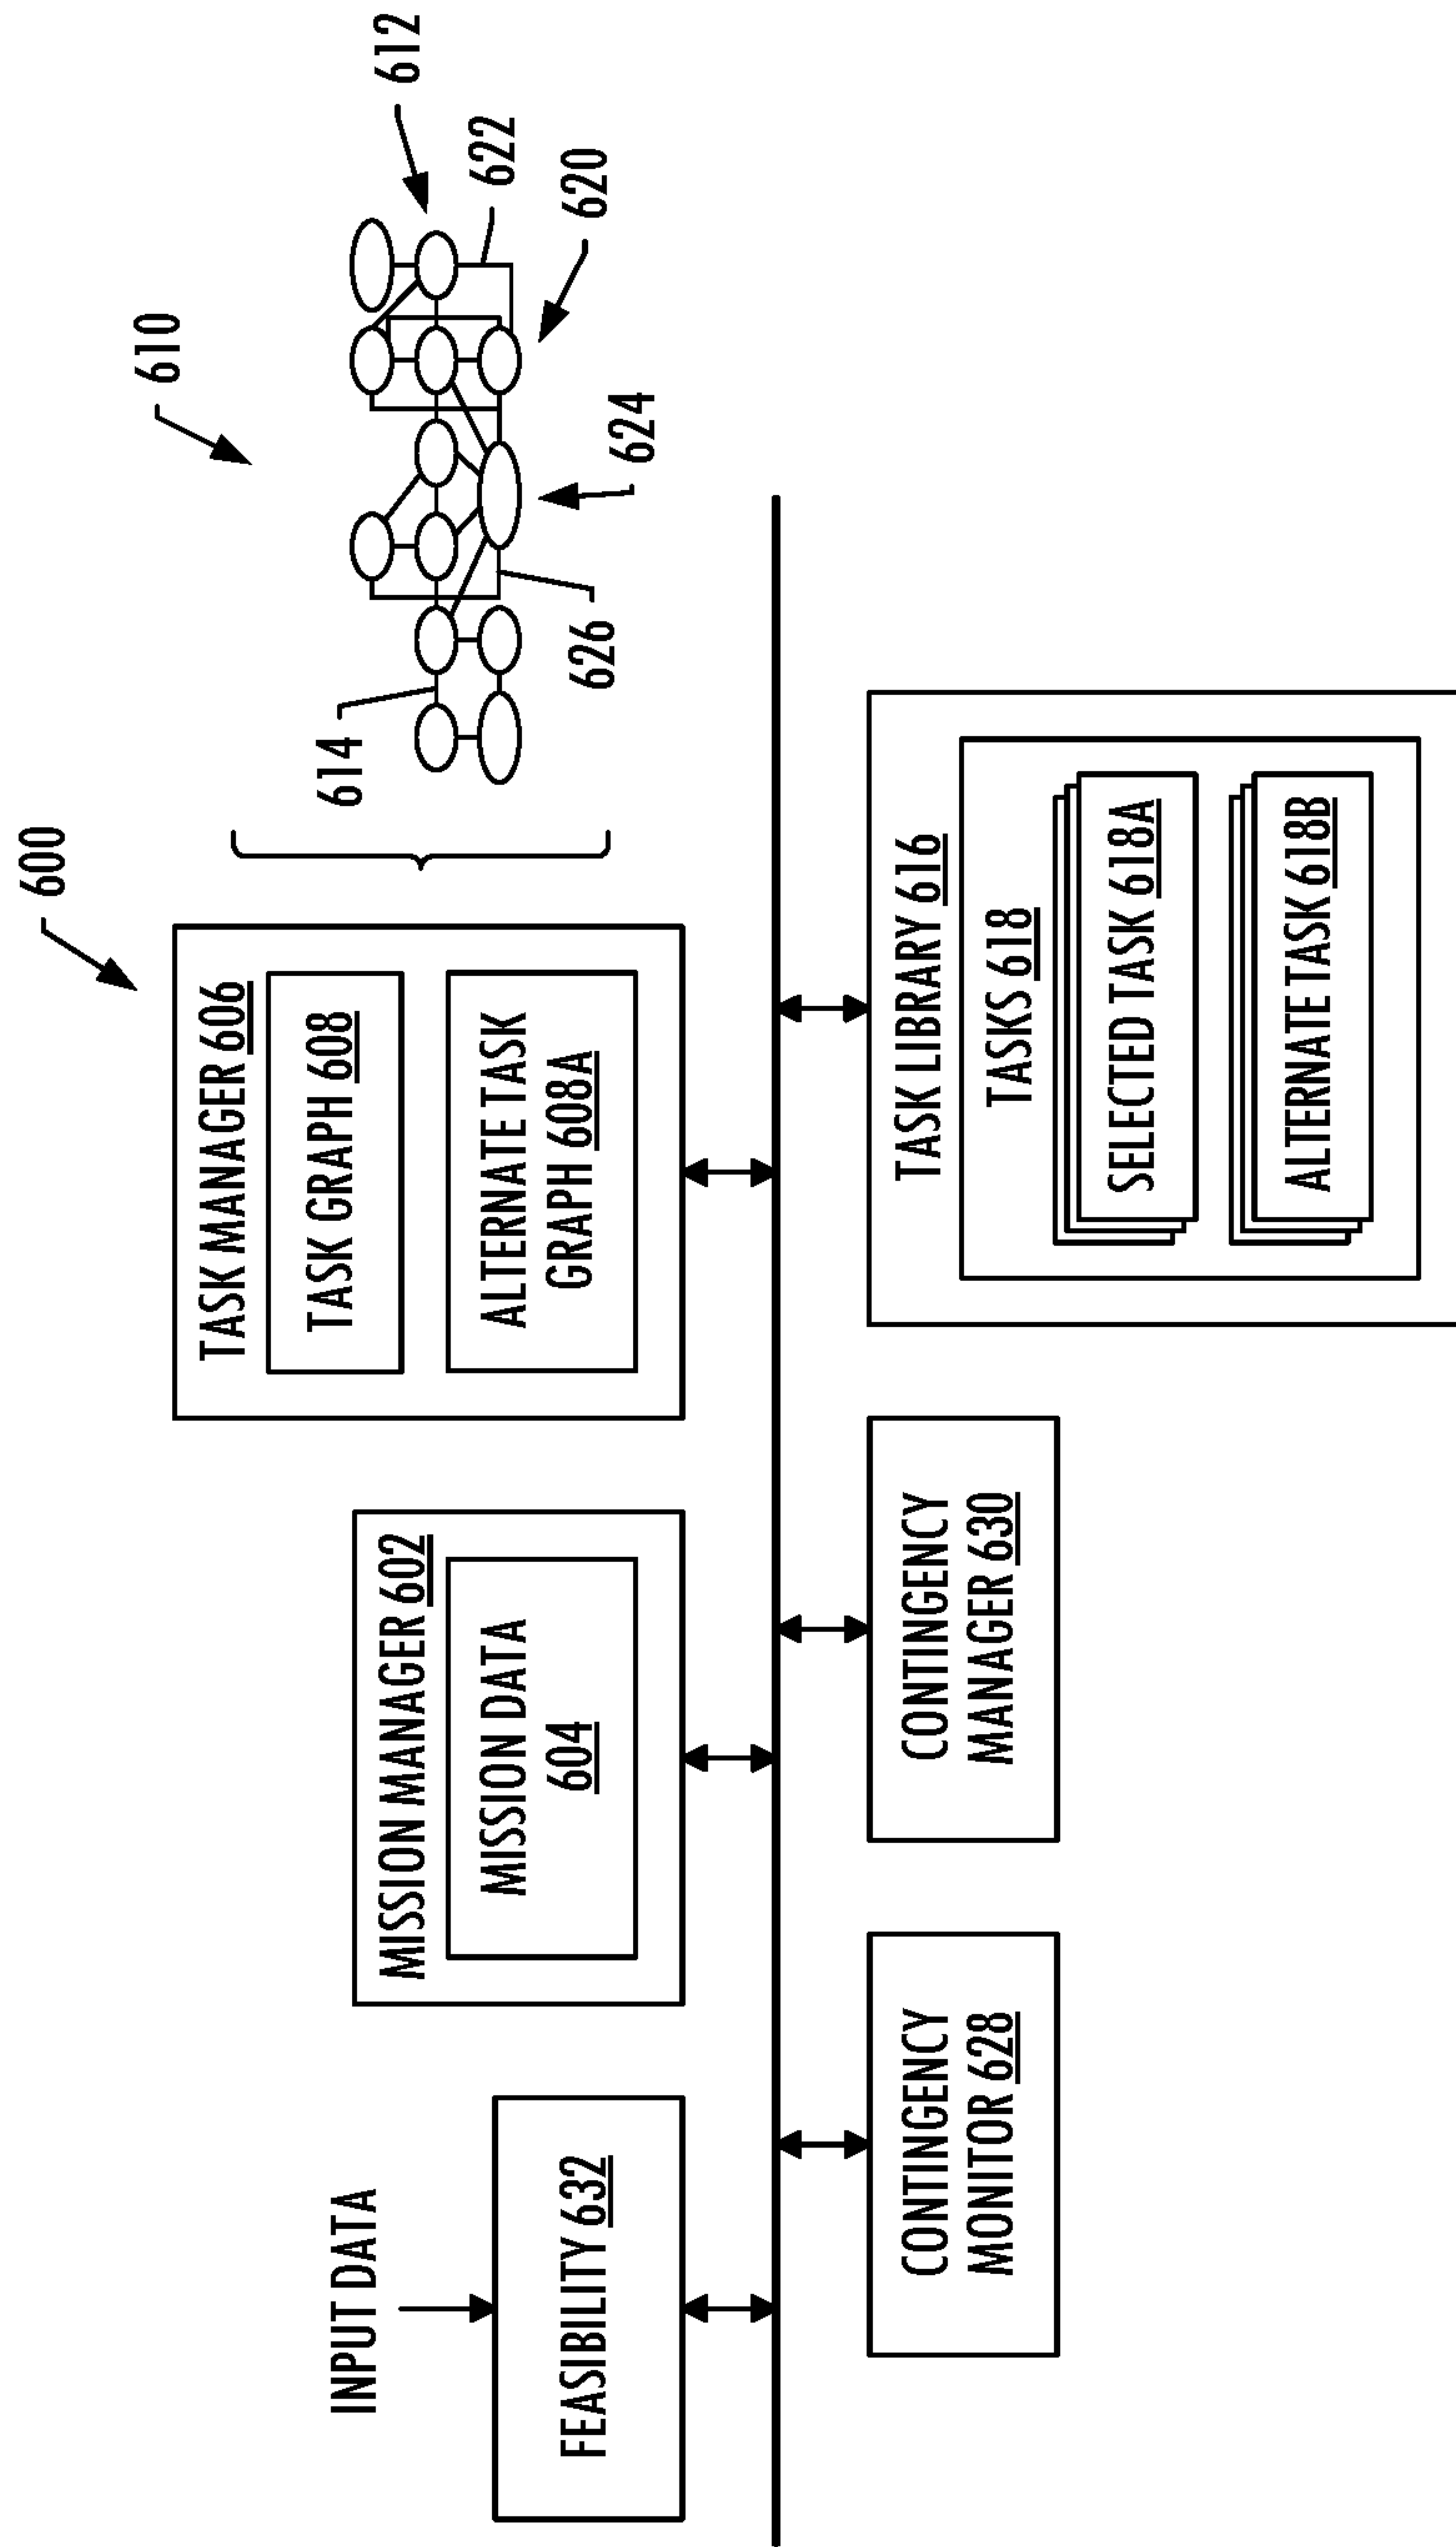 600
610
612
614
622
620
624
626
TASK MANAGER 606
TASK GRAPH 608
ALTERNATE TASK
GRAPH 608A
MISSION MANAGER 602
MISSION DATA
604
INPUT DATA
FEASIBILITY 632
CONTINGENCY
MONITOR 628
CONTINGENCY
MANAGER 630
TASK LIBRARY 616
TASKS 618
SELECTED TASK 618A
ALTERNATE TASK 618B